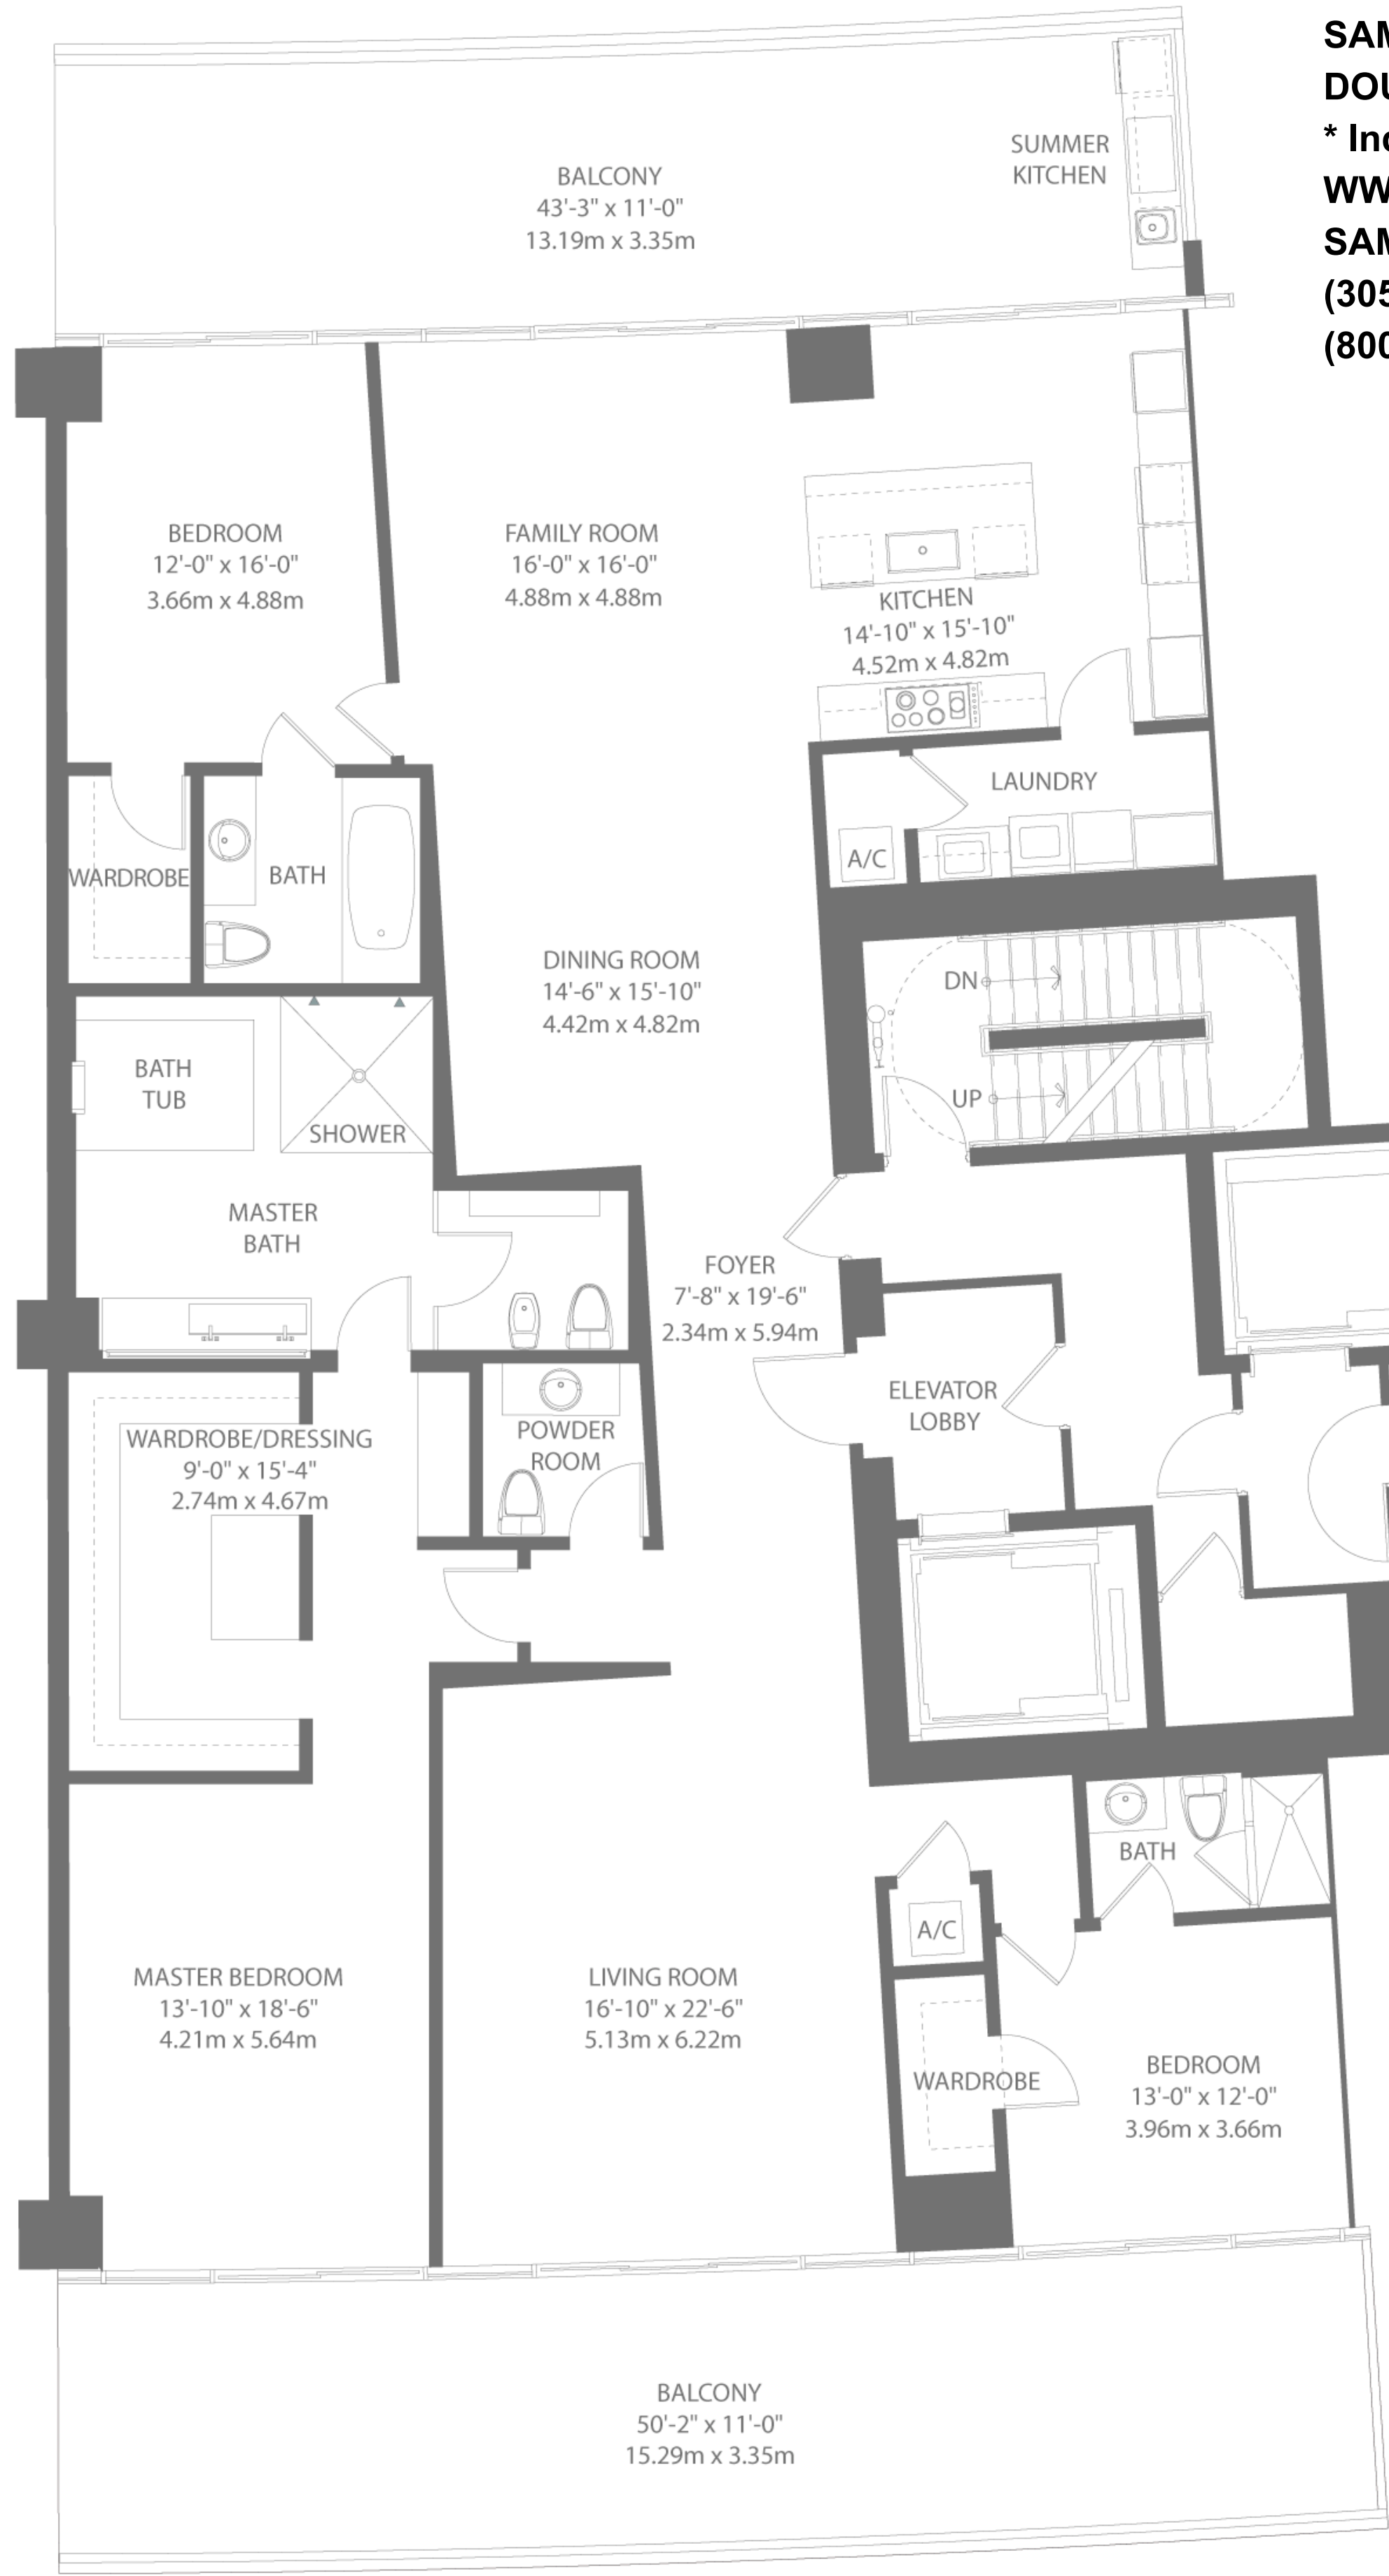 SAM
DOU
* Inc
WW
SAM
(305
(800
SUMMER
KITCHEN
BALCONY
43'-3" x 11'-0"
13.19m x 3.35m
BEDROOM
12'-0" x 16'-0"
3.66m x 4.88m
FAMILY ROOM
16'-0" x 16'-0"
4.88m x 4.88m
KITCHEN
14'-10" x 15'-10"
4.52m x 4.82m
LAUNDRY
A/C
WARDROBE
BATH
DINING ROOM
14'-6" x 15'-10"
4.42m x 4.82m
DN
UP
BATH
TUB
SHOWER
MASTER
BATH
FOYER
7'-8" x 19'-6"
2.34m x 5.94m
ELEVATOR
LOBBY
POWDER
ROOM
WARDROBE/DRESSING
9'-0" x 15'-4"
2.74m x 4.67m
BATH
A/C
MASTER BEDROOM
13'-10" x 18'-6"
4.21m x 5.64m
LIVING ROOM
16'-10" x 22'-6"
5.13m x 6.22m
WARDROBE
BEDROOM
13'-0" x 12'-0"
3.96m x 3.66m
BALCONY
50'-2" x 11'-0"
15.29m x 3.35m